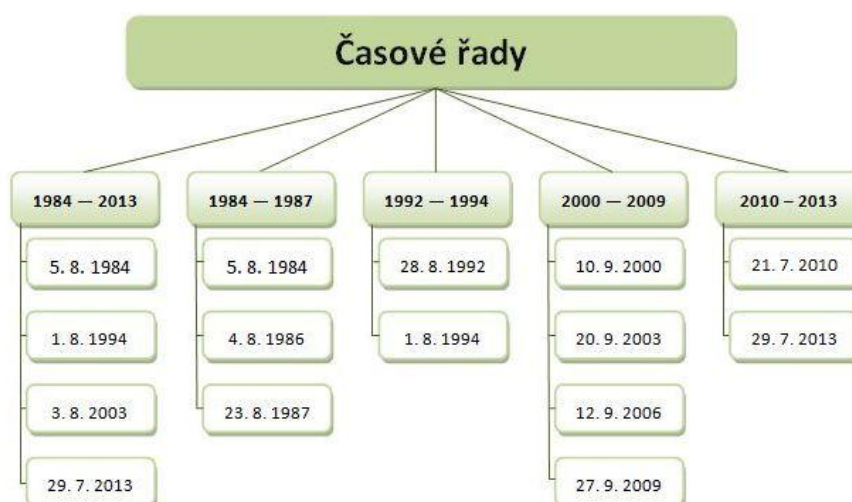 Časové řady
1984 — 2013
5. 8. 1984
1. 8. 1994
3. 8. 2003
29. 7. 2013
1984 — 1987
5. 8. 1984
4. 8. 1986
23. 8. 1987
1992 — 1994
28. 8. 1992
1. 8. 1994
2000 — 2009
10. 9. 2000
20. 9. 2003
12. 9. 2006
27. 9. 2009
2010 – 2013
21. 7. 2010
29. 7. 2013